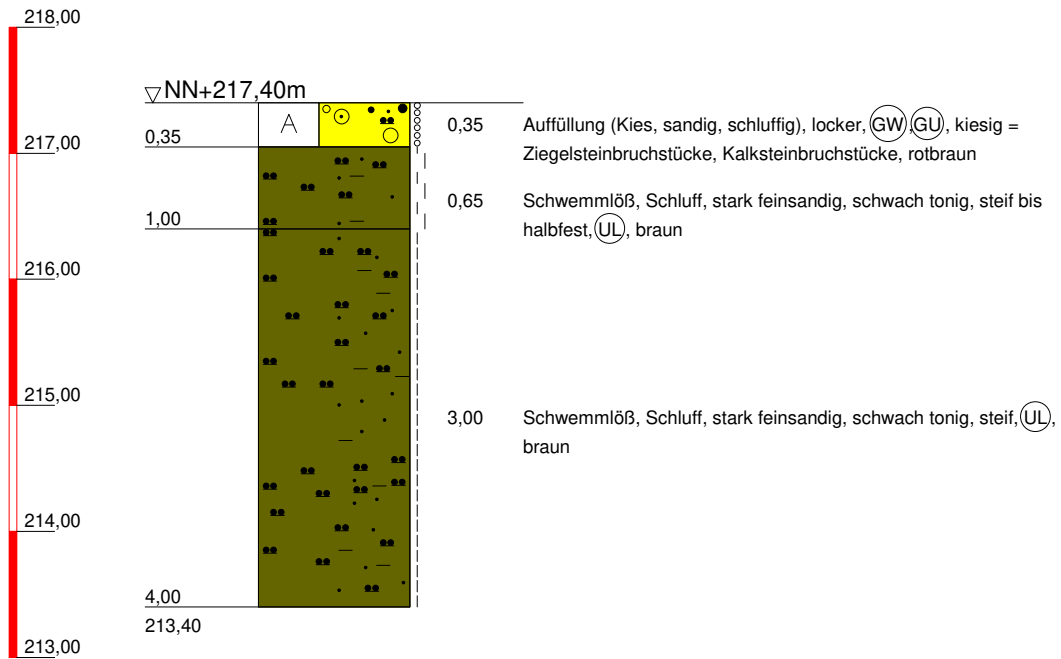 218,00
▽NN+217,40m
A
0,35
0,35 Auffüllung (Kies, sandig, schluffig), locker, GW, GU, kiesig =
Ziegelsteinbruchstücke, Kalksteinbruchstücke, rotbraun
217,00
0,65 Schwemmlöß, Schluff, stark feinsandig, schwach tonig, steif bis
halbfest, UL, braun
1,00
216,00
215,00
3,00 Schwemmlöß, Schluff, stark feinsandig, schwach tonig, steif, UL,
braun
214,00
4,00
213,40
213,00